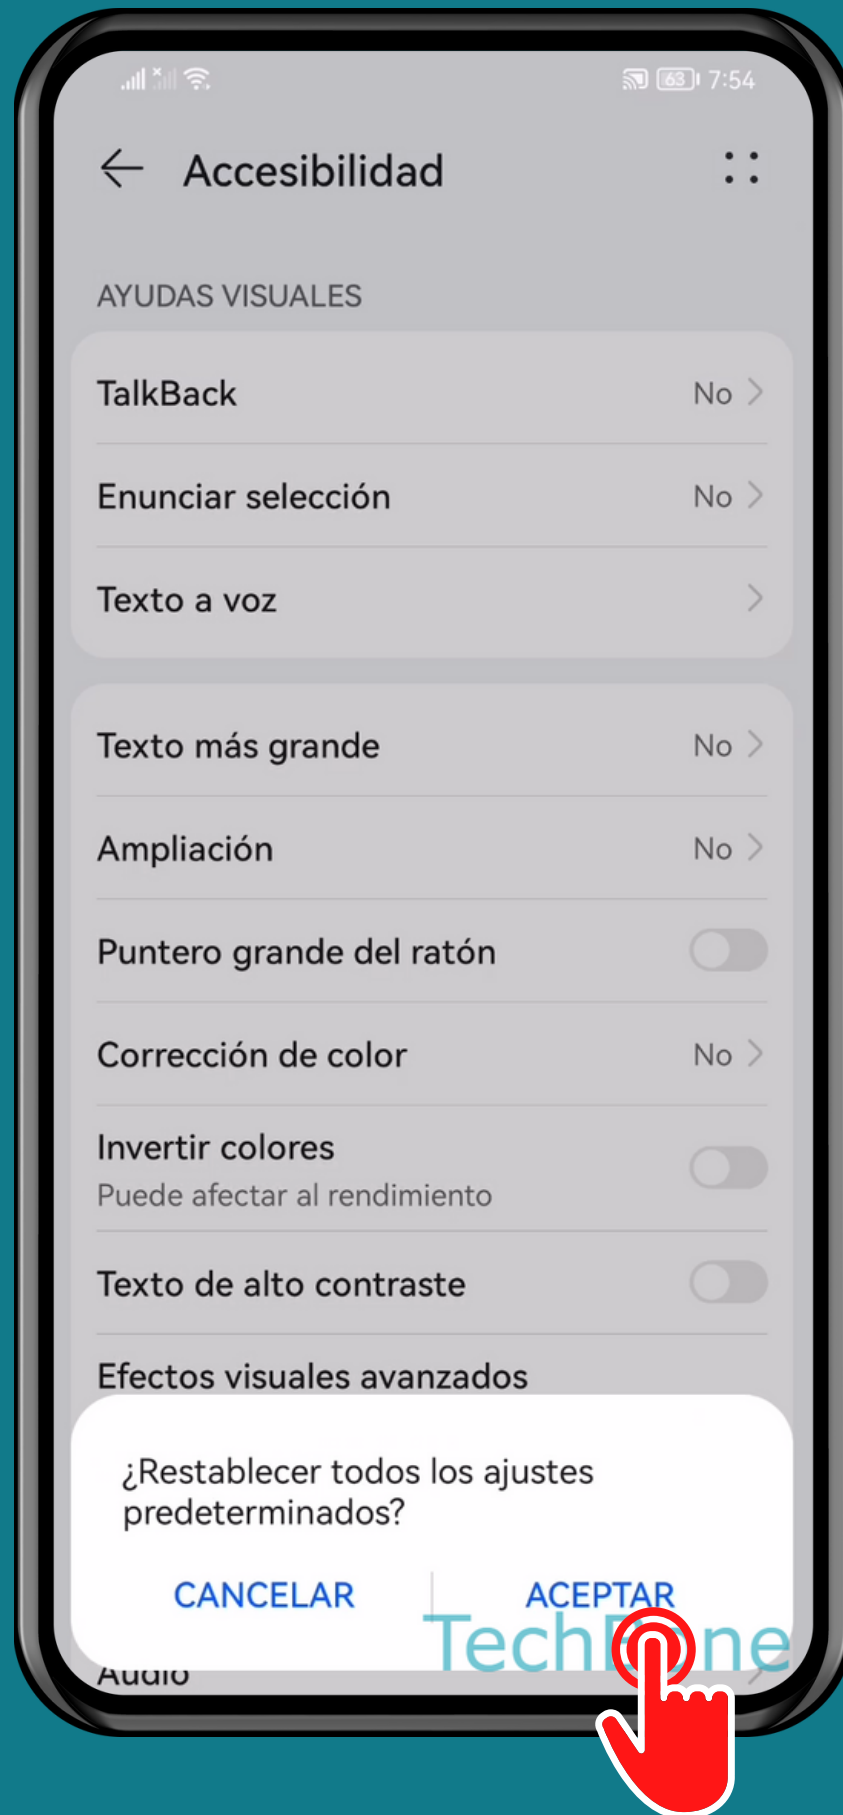 63 7:54
Accesibilidad
AYUDAS VISUALES
TalkBack No
Enunciar selección No
Texto a voz
Texto más grande No
Ampliación No
Puntero grande del ratón
Corrección de color No
Invertir colores
Puede afectar al rendimiento
Texto de alto contraste
Efectos visuales avanzados
¿Restablecer todos los ajustes
predeterminados?
CANCELAR ACEPTAR
TechBone
Audio